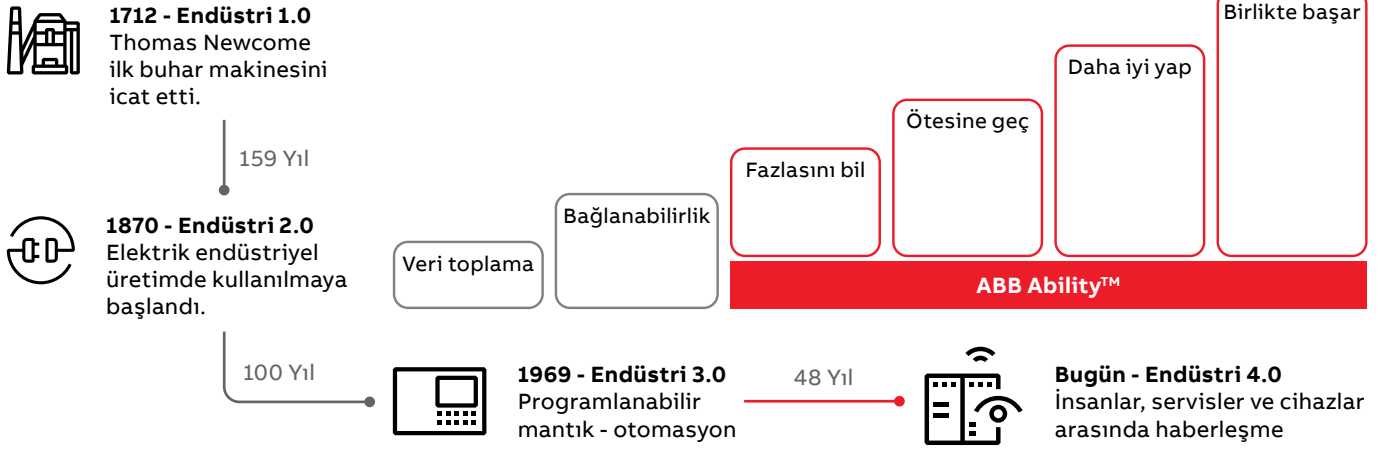 1712 - Endüstri 1.0
Thomas Newcome
ilk buhar makinesini
icat etti.
159 Yıl
1870 - Endüstri 2.0
Elektrik endüstriyel
üretimde kullanılmaya
başlandı.
100 Yıl
1969 - Endüstri 3.0
Programlanabilir
mantık - otomasyon
48 Yıl
Bugün - Endüstri 4.0
İnsanlar, servisler ve cihazlar
arasında haberleşme
Veri toplama
Bağlanabilirlik
Fazlasını bil
Ötesine geç
Daha iyi yap
Birlikte başar
ABB Ability™